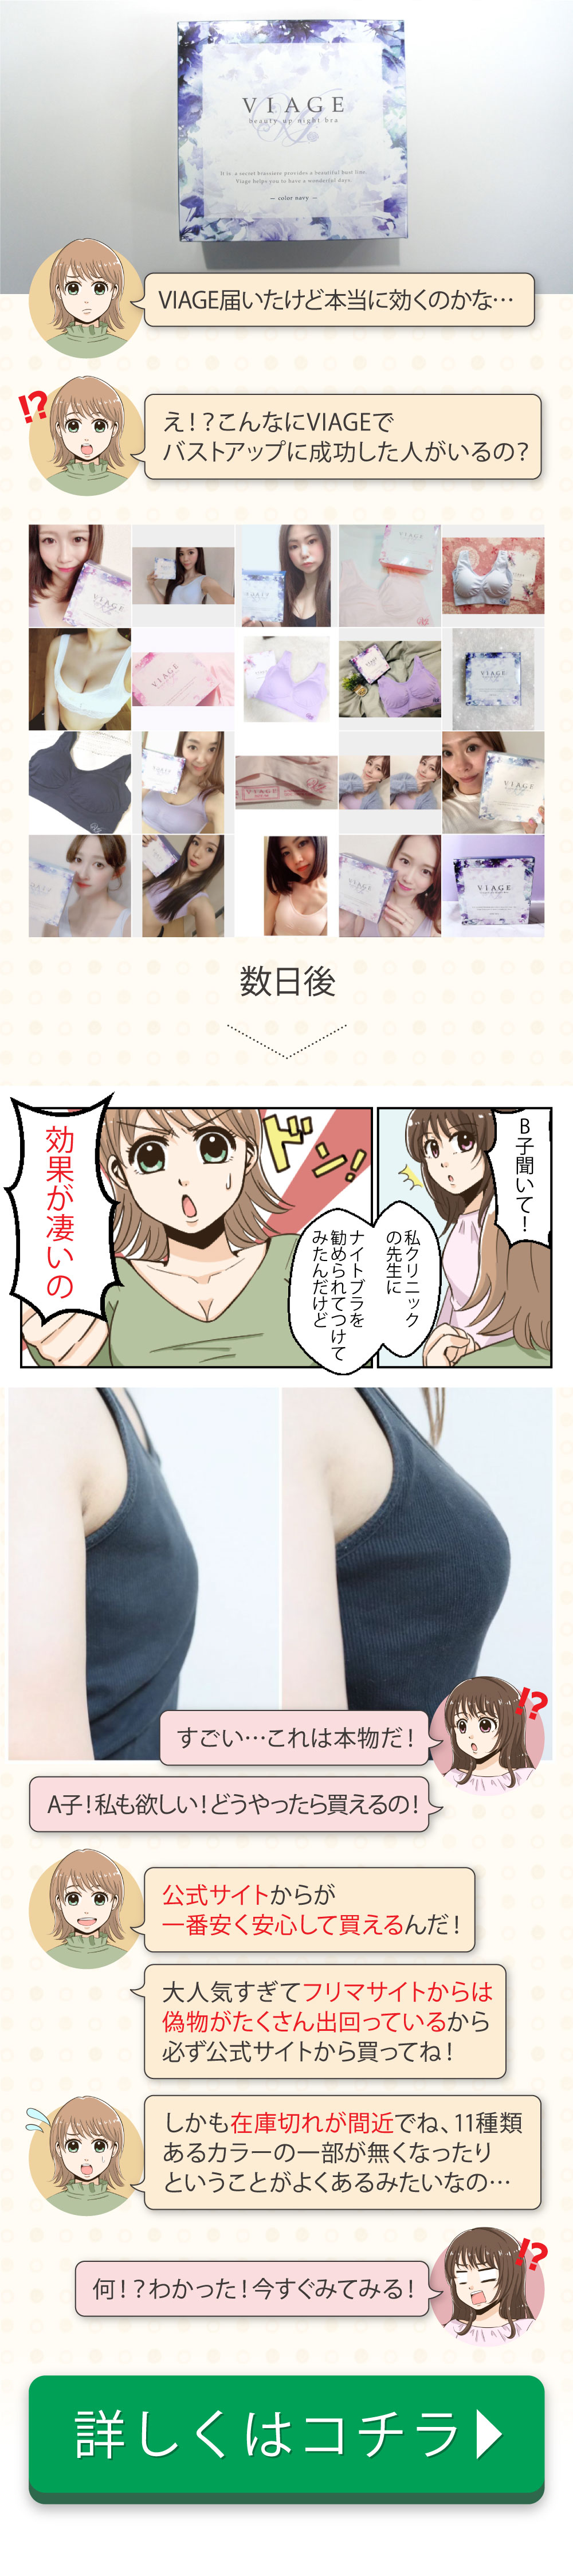 VIAGE
beauty up night bra
It is a secret brassiere provides a beautiful bust line.
Viage helps you to have a wonderful days.
— color navy —
VIAGE届いたけど本当に効くのかな…
!?
え！？こんなにVIAGEで
バストアップに成功した人がいるの？
VIAGE
VIAGE
VIAGE
VIAGE
VIAGE
VIAGE
VIAGE
VIAGE
数日後
B子聞いて！
私クリニック
の先生に
ナイトブラを
勧められてつけて
みたんだけど
ドン！
効果が凄いの
!?
すごい…これは本物だ！
A子！私も欲しい！どうやったら買えるの！
公式サイトからが
一番安く安心して買えるんだ！
大人気すぎてフリマサイトからは
偽物がたくさん出回っているから
必ず公式サイトから買ってね！
しかも在庫切れが間近でね、11種類
あるカラーの一部が無くなったり
ということがよくあるみたいなの…
!?
何！？わかった！今すぐみてみる！
詳しくはコチラ